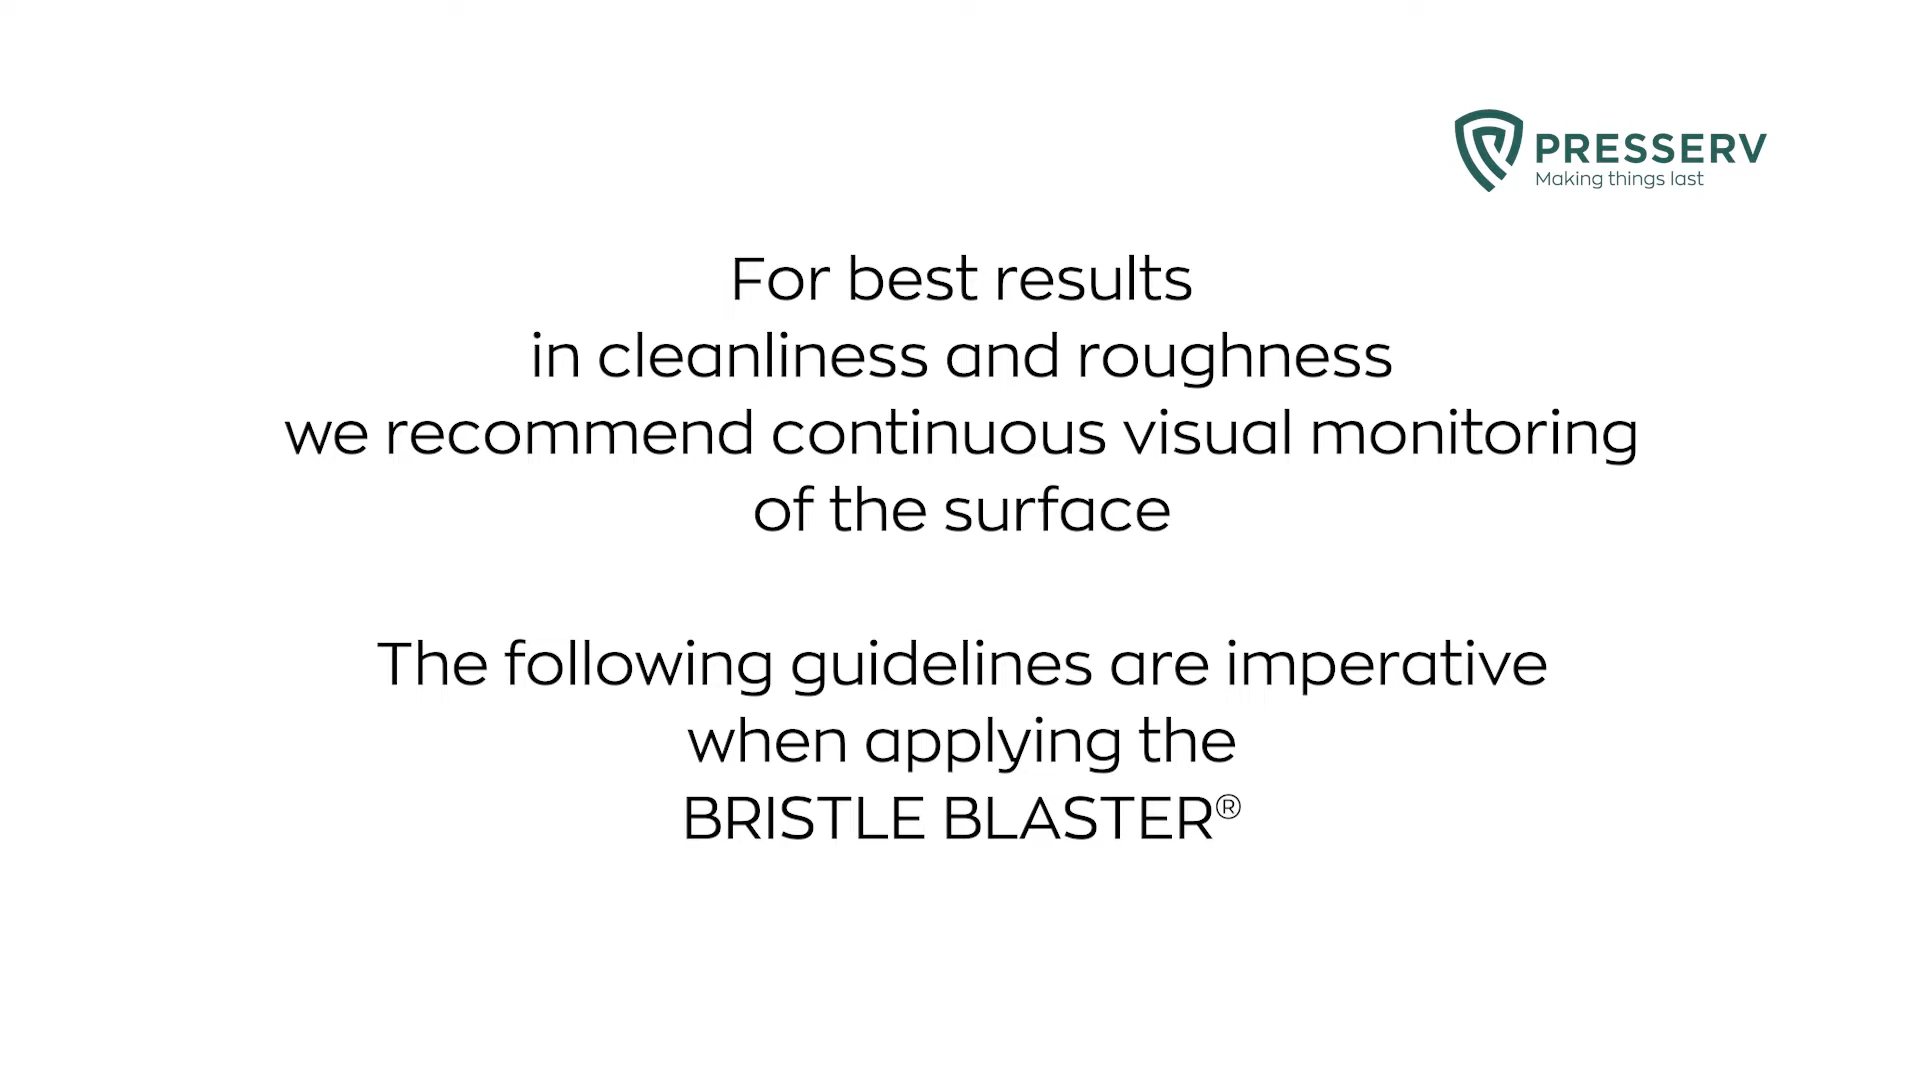 PRESSERV
Making things last
For best results
in cleanliness and roughness
we recommend continuous visual monitoring
of the surface
The following guidelines are imperative
when applying the
BRISTLE BLASTER®